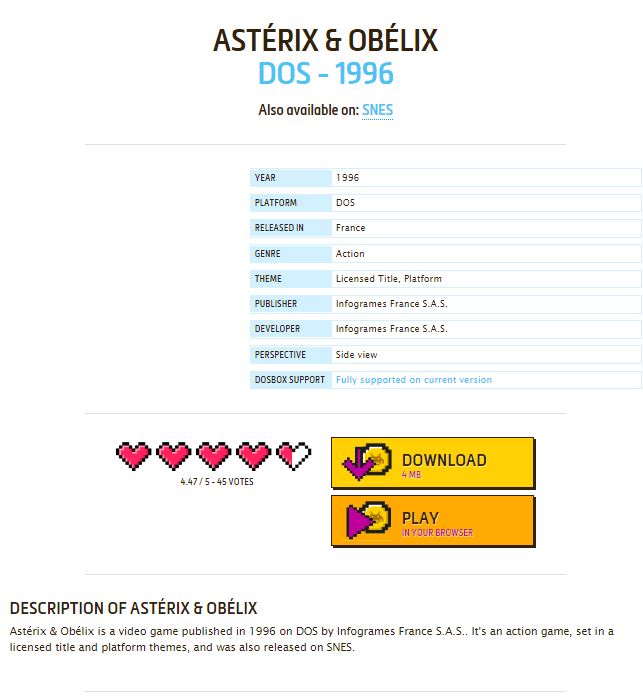 ASTÉRIX & OBÉLIX
DOS - 1996
Also available on: SNES
YEAR 1996
PLATFORM DOS
RELEASED IN France
GENRE Action
THEME Licensed Title, Platform
PUBLISHER Infogrames France S.A.S.
DEVELOPER Infogrames France S.A.S.
PERSPECTIVE Side view
DOSBOX SUPPORT Fully supported on current version
4.47 / 5 - 45 VOTES
DOWNLOAD
4 MB
PLAY
IN YOUR BROWSER
DESCRIPTION OF ASTÉRIX & OBÉLIX
Astérix & Obélix is a video game published in 1996 on DOS by Infogrames France S.A.S.. It's an action game, set in a
licensed title and platform themes, and was also released on SNES.